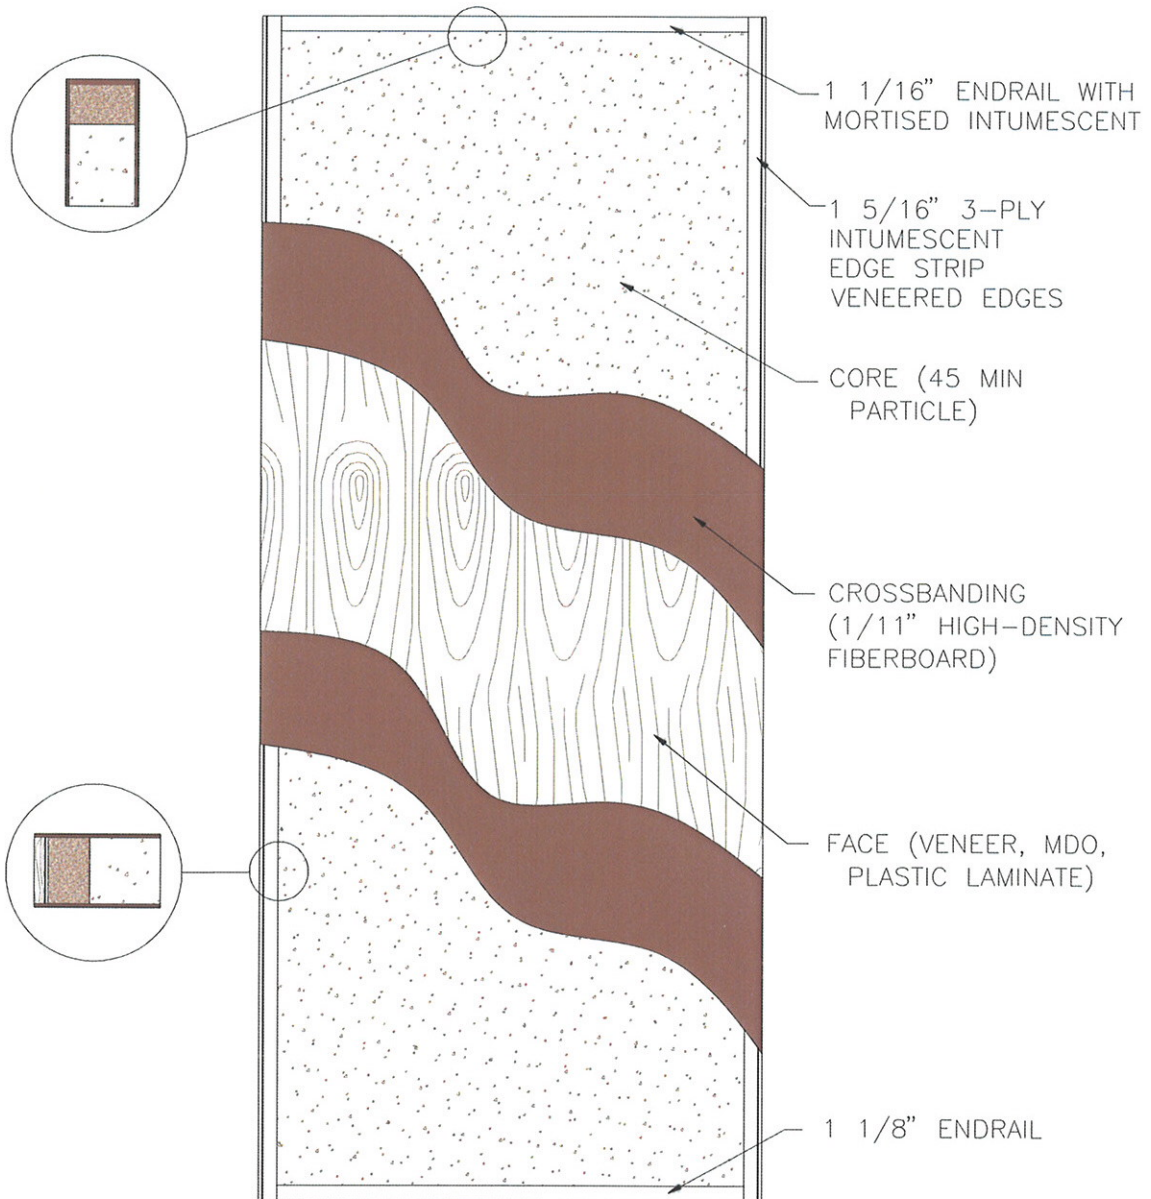 1 1/16" ENDRAIL WITH
MORTISED INTUMESCENT
1 5/16" 3-PLY
INTUMESCENT
EDGE STRIP
VENEERED EDGES
CORE (45 MIN
PARTICLE)
CROSSBANDING
(1/11" HIGH-DENSITY
FIBERBOARD)
FACE (VENEER, MDO,
PLASTIC LAMINATE)
1 1/8" ENDRAIL